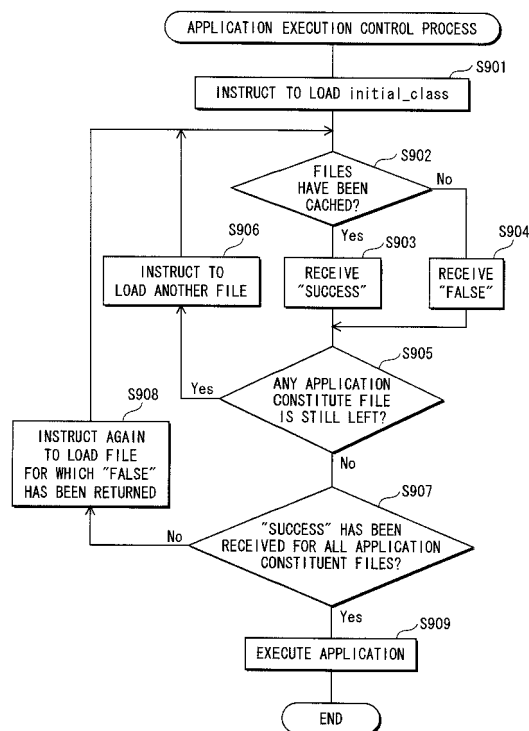 APPLICATION EXECUTION CONTROL PROCESS
S901
INSTRUCT TO LOAD initial_class
S902
FILES
HAVE BEEN
CACHED?
No
Yes
S903
RECEIVE
"SUCCESS"
S904
RECEIVE
"FALSE"
S906
INSTRUCT TO
LOAD ANOTHER FILE
S905
ANY APPLICATION
CONSTITUTE FILE
IS STILL LEFT?
Yes
No
S908
INSTRUCT AGAIN
TO LOAD FILE
FOR WHICH "FALSE"
HAS BEEN RETURNED
S907
"SUCCESS" HAS BEEN
RECEIVED FOR ALL APPLICATION
CONSTITUENT FILES?
No
Yes
S909
EXECUTE APPLICATION
END